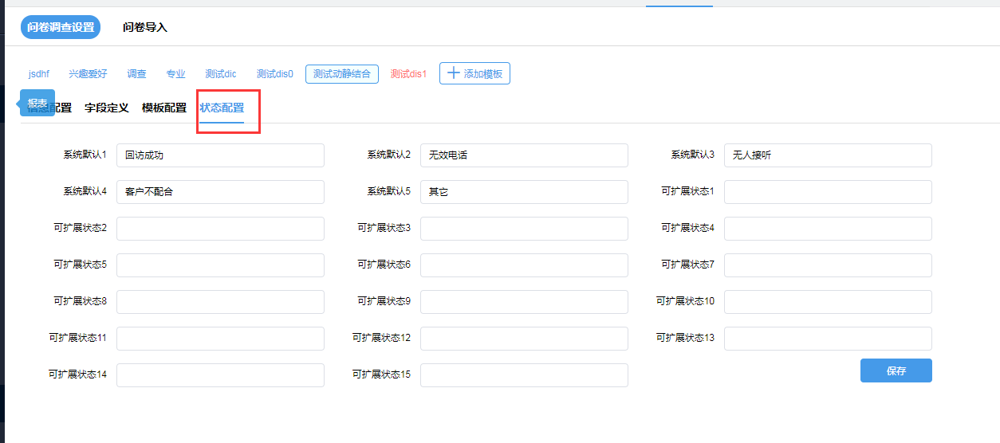 问卷调查设置 问卷导入
jsdhf 兴趣爱好 调查 专业 测试dic 测试dis0 测试动静结合 测试dis1 添加模板
报表
信息配置 字段定义 模板配置 状态配置
系统默认1 回访成功 系统默认2 无效电话 系统默认3 无人接听
系统默认4 客户不配合 系统默认5 其它 可扩展状态1
可扩展状态2 可扩展状态3 可扩展状态4
可扩展状态5 可扩展状态6 可扩展状态7
可扩展状态8 可扩展状态9 可扩展状态10
可扩展状态11 可扩展状态12 可扩展状态13
可扩展状态14 可扩展状态15 保存